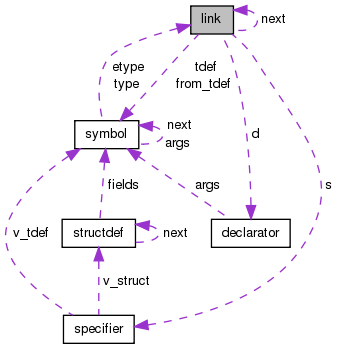 link
next
etype
type
tdef
from_tdef
symbol
next
args
d
fields
args
s
v_tdef
structdef
next
declarator
v_struct
specifier